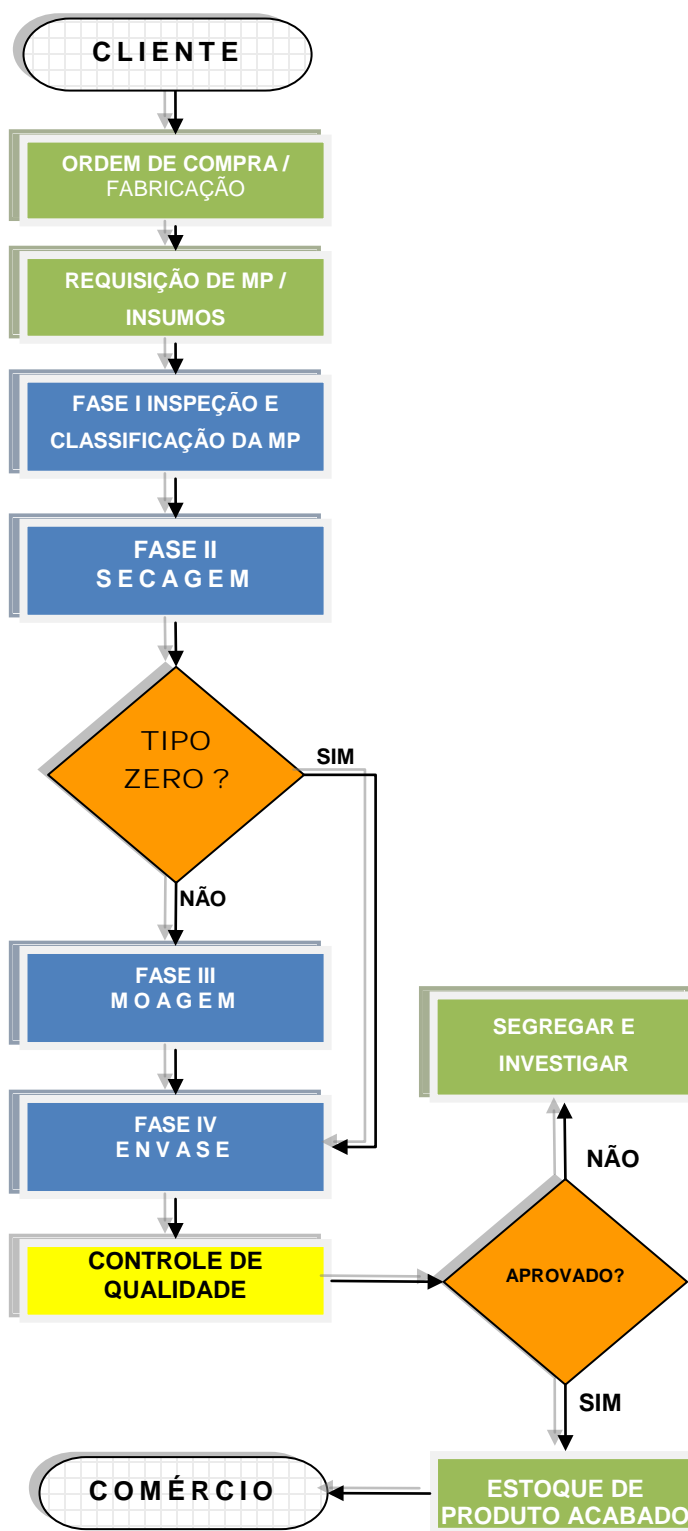 CLIENTE
ORDEM DE COMPRA /
FABRICAÇÃO
REQUISIÇÃO DE MP /
INSUMOS
FASE I INSPEÇÃO E
CLASSIFICAÇÃO DA MP
FASE II
SECAGEM
TIPO
ZERO ?
SIM
NÃO
FASE III
MOAGEM
FASE IV
ENVASE
CONTROLE DE
QUALIDADE
SEGREGAR E
INVESTIGAR
NÃO
APROVADO?
SIM
ESTOQUE DE
PRODUTO ACABADO
COMÉRCIO